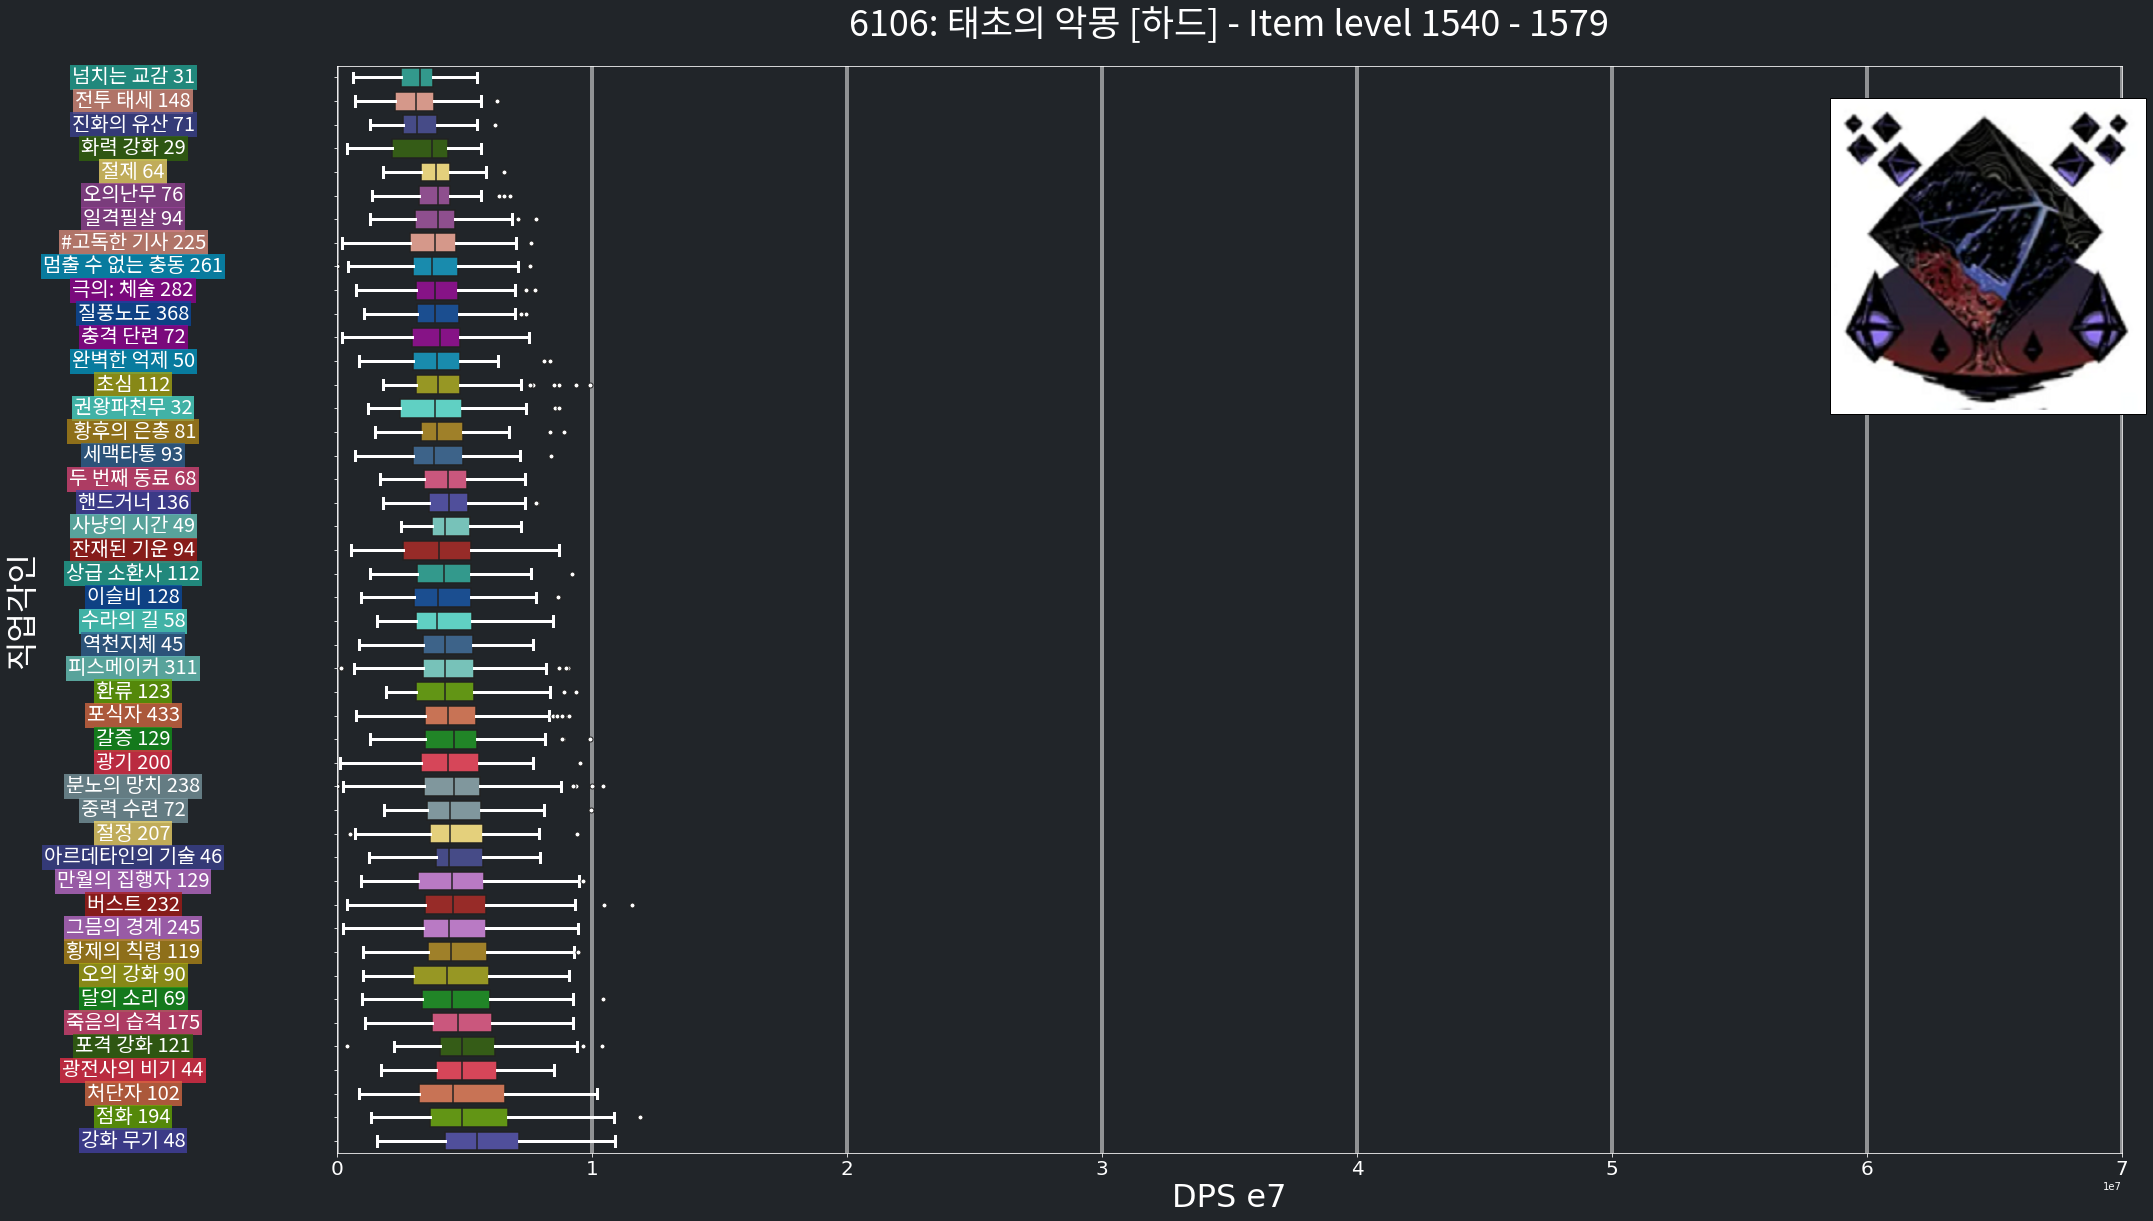 6106: 태초의 악몽 [하드] - Item level 1540 - 1579
넘치는 교감 31
전투 태세 148
진화의 유산 71
화력 강화 29
절제 64
오의난무 76
일격필살 94
#고독한 기사 225
멈출 수 없는 충동 261
극의: 체술 282
질풍노도 368
충격 단련 72
완벽한 억제 50
초심 112
권왕파천무 32
황후의 은총 81
세맥타통 93
두 번째 동료 68
핸드거너 136
사냥의 시간 49
잔재된 기운 94
상급 소환사 112
이슬비 128
수라의 길 58
역천지체 45
피스메이커 311
환류 123
포식자 433
갈증 129
광기 200
분노의 망치 238
중력 수련 72
절정 207
아르데타인의 기술 46
만월의 집행자 129
버스트 232
그믐의 경계 245
황제의 칙령 119
오의 강화 90
달의 소리 69
죽음의 습격 175
포격 강화 121
광전사의 비기 44
처단자 102
점화 194
강화 무기 48
직업각인
0 1 2 3 4 5 6 7
1e7
DPS e7